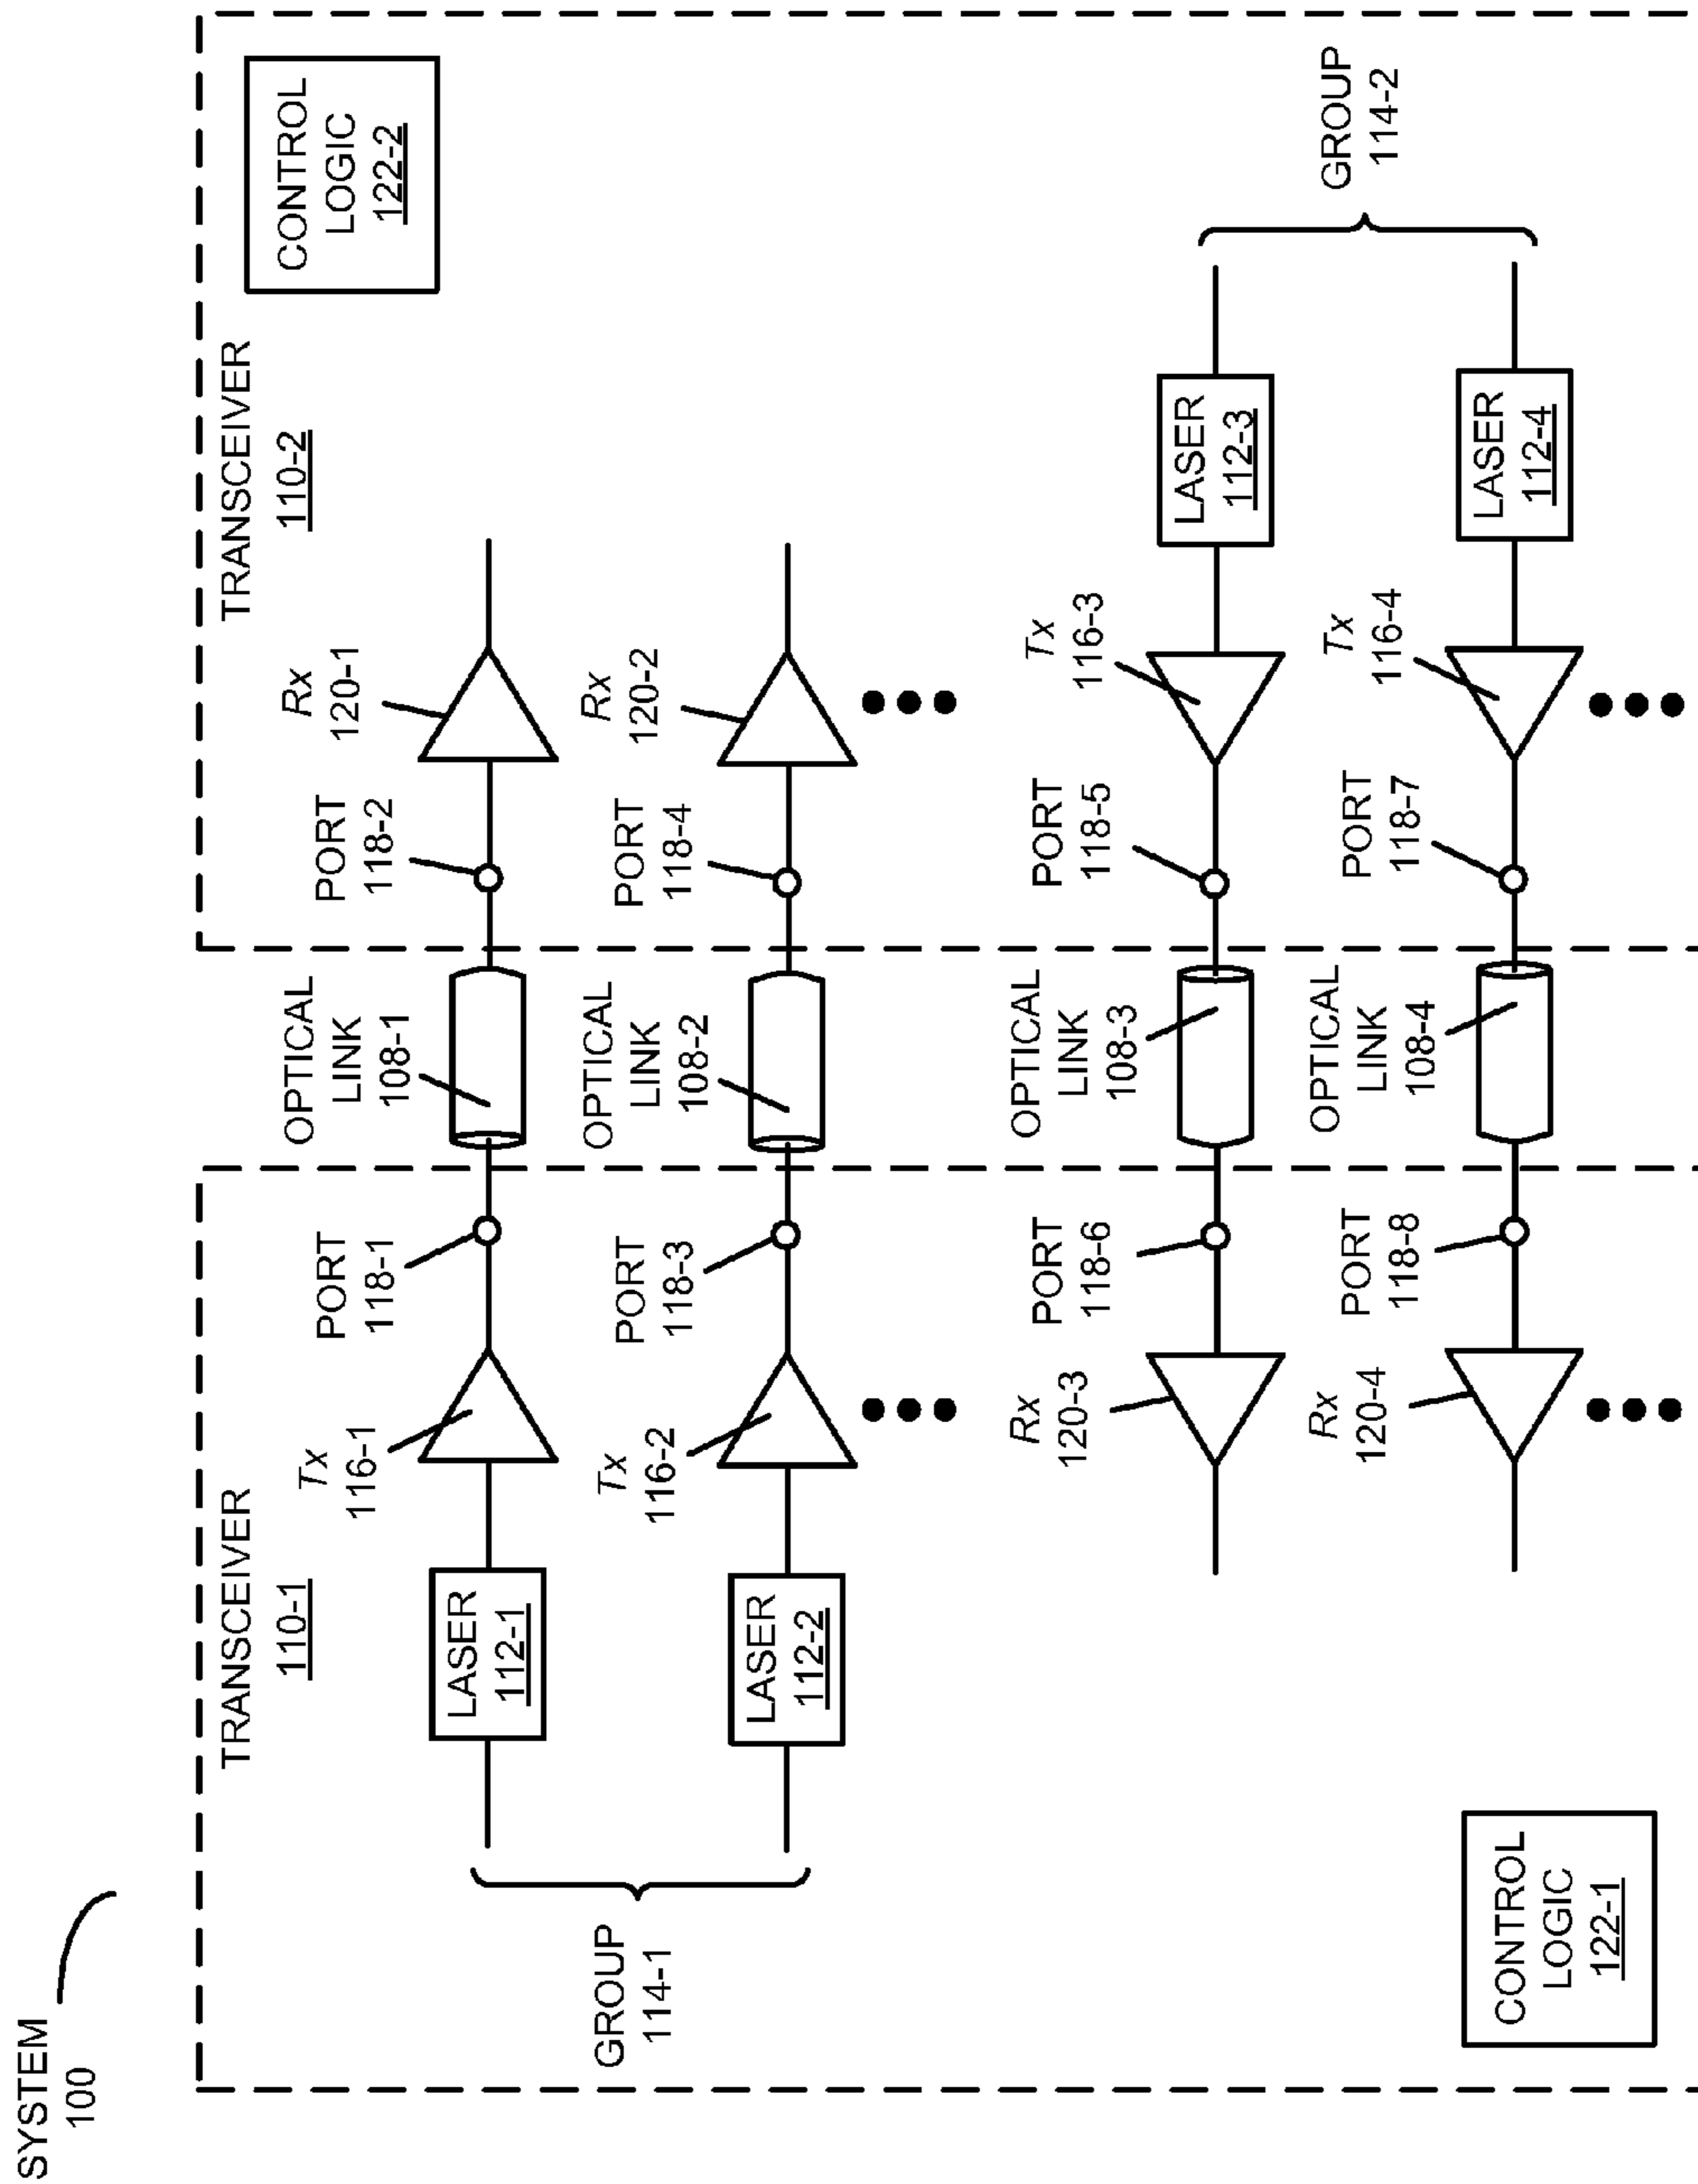 SYSTEM
100
TRANSCEIVER
110-1
TRANSCEIVER
110-2
CONTROL
LOGIC
122-2
GROUP
114-1
LASER
112-1
Tx
116-1
PORT
118-1
OPTICAL
LINK
108-1
PORT
118-2
Rx
120-1
LASER
112-2
Tx
116-2
PORT
118-3
OPTICAL
LINK
108-2
PORT
118-4
Rx
120-2
Rx
120-3
PORT
118-6
OPTICAL
LINK
108-3
PORT
118-5
Tx
116-3
LASER
112-3
GROUP
114-2
CONTROL
LOGIC
122-1
Rx
120-4
PORT
118-8
OPTICAL
LINK
108-4
PORT
118-7
Tx
116-4
LASER
112-4